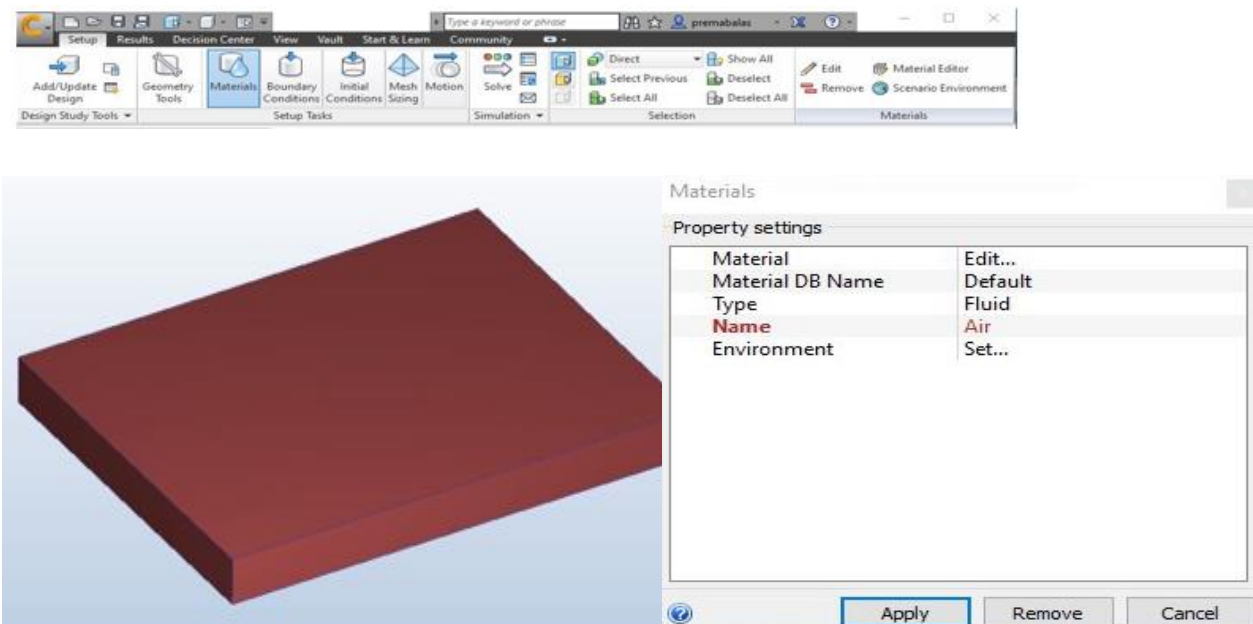 Type a keyword or phrase premabalas
Setup Results Decision Center View Vault Start & Learn Community
Add/Update Design
Geometry Tools
Materials
Boundary Conditions
Initial Conditions
Mesh Sizing
Motion
Solve
Direct
Select Previous
Select All
Show All
Deselect
Deselect All
Edit
Remove
Material Editor
Scenario Environment
Design Study Tools Setup Tasks Simulation Selection Materials
Materials
Property settings
Material Edit...
Material DB Name Default
Type Fluid
Name Air
Environment Set...
Apply Remove Cancel